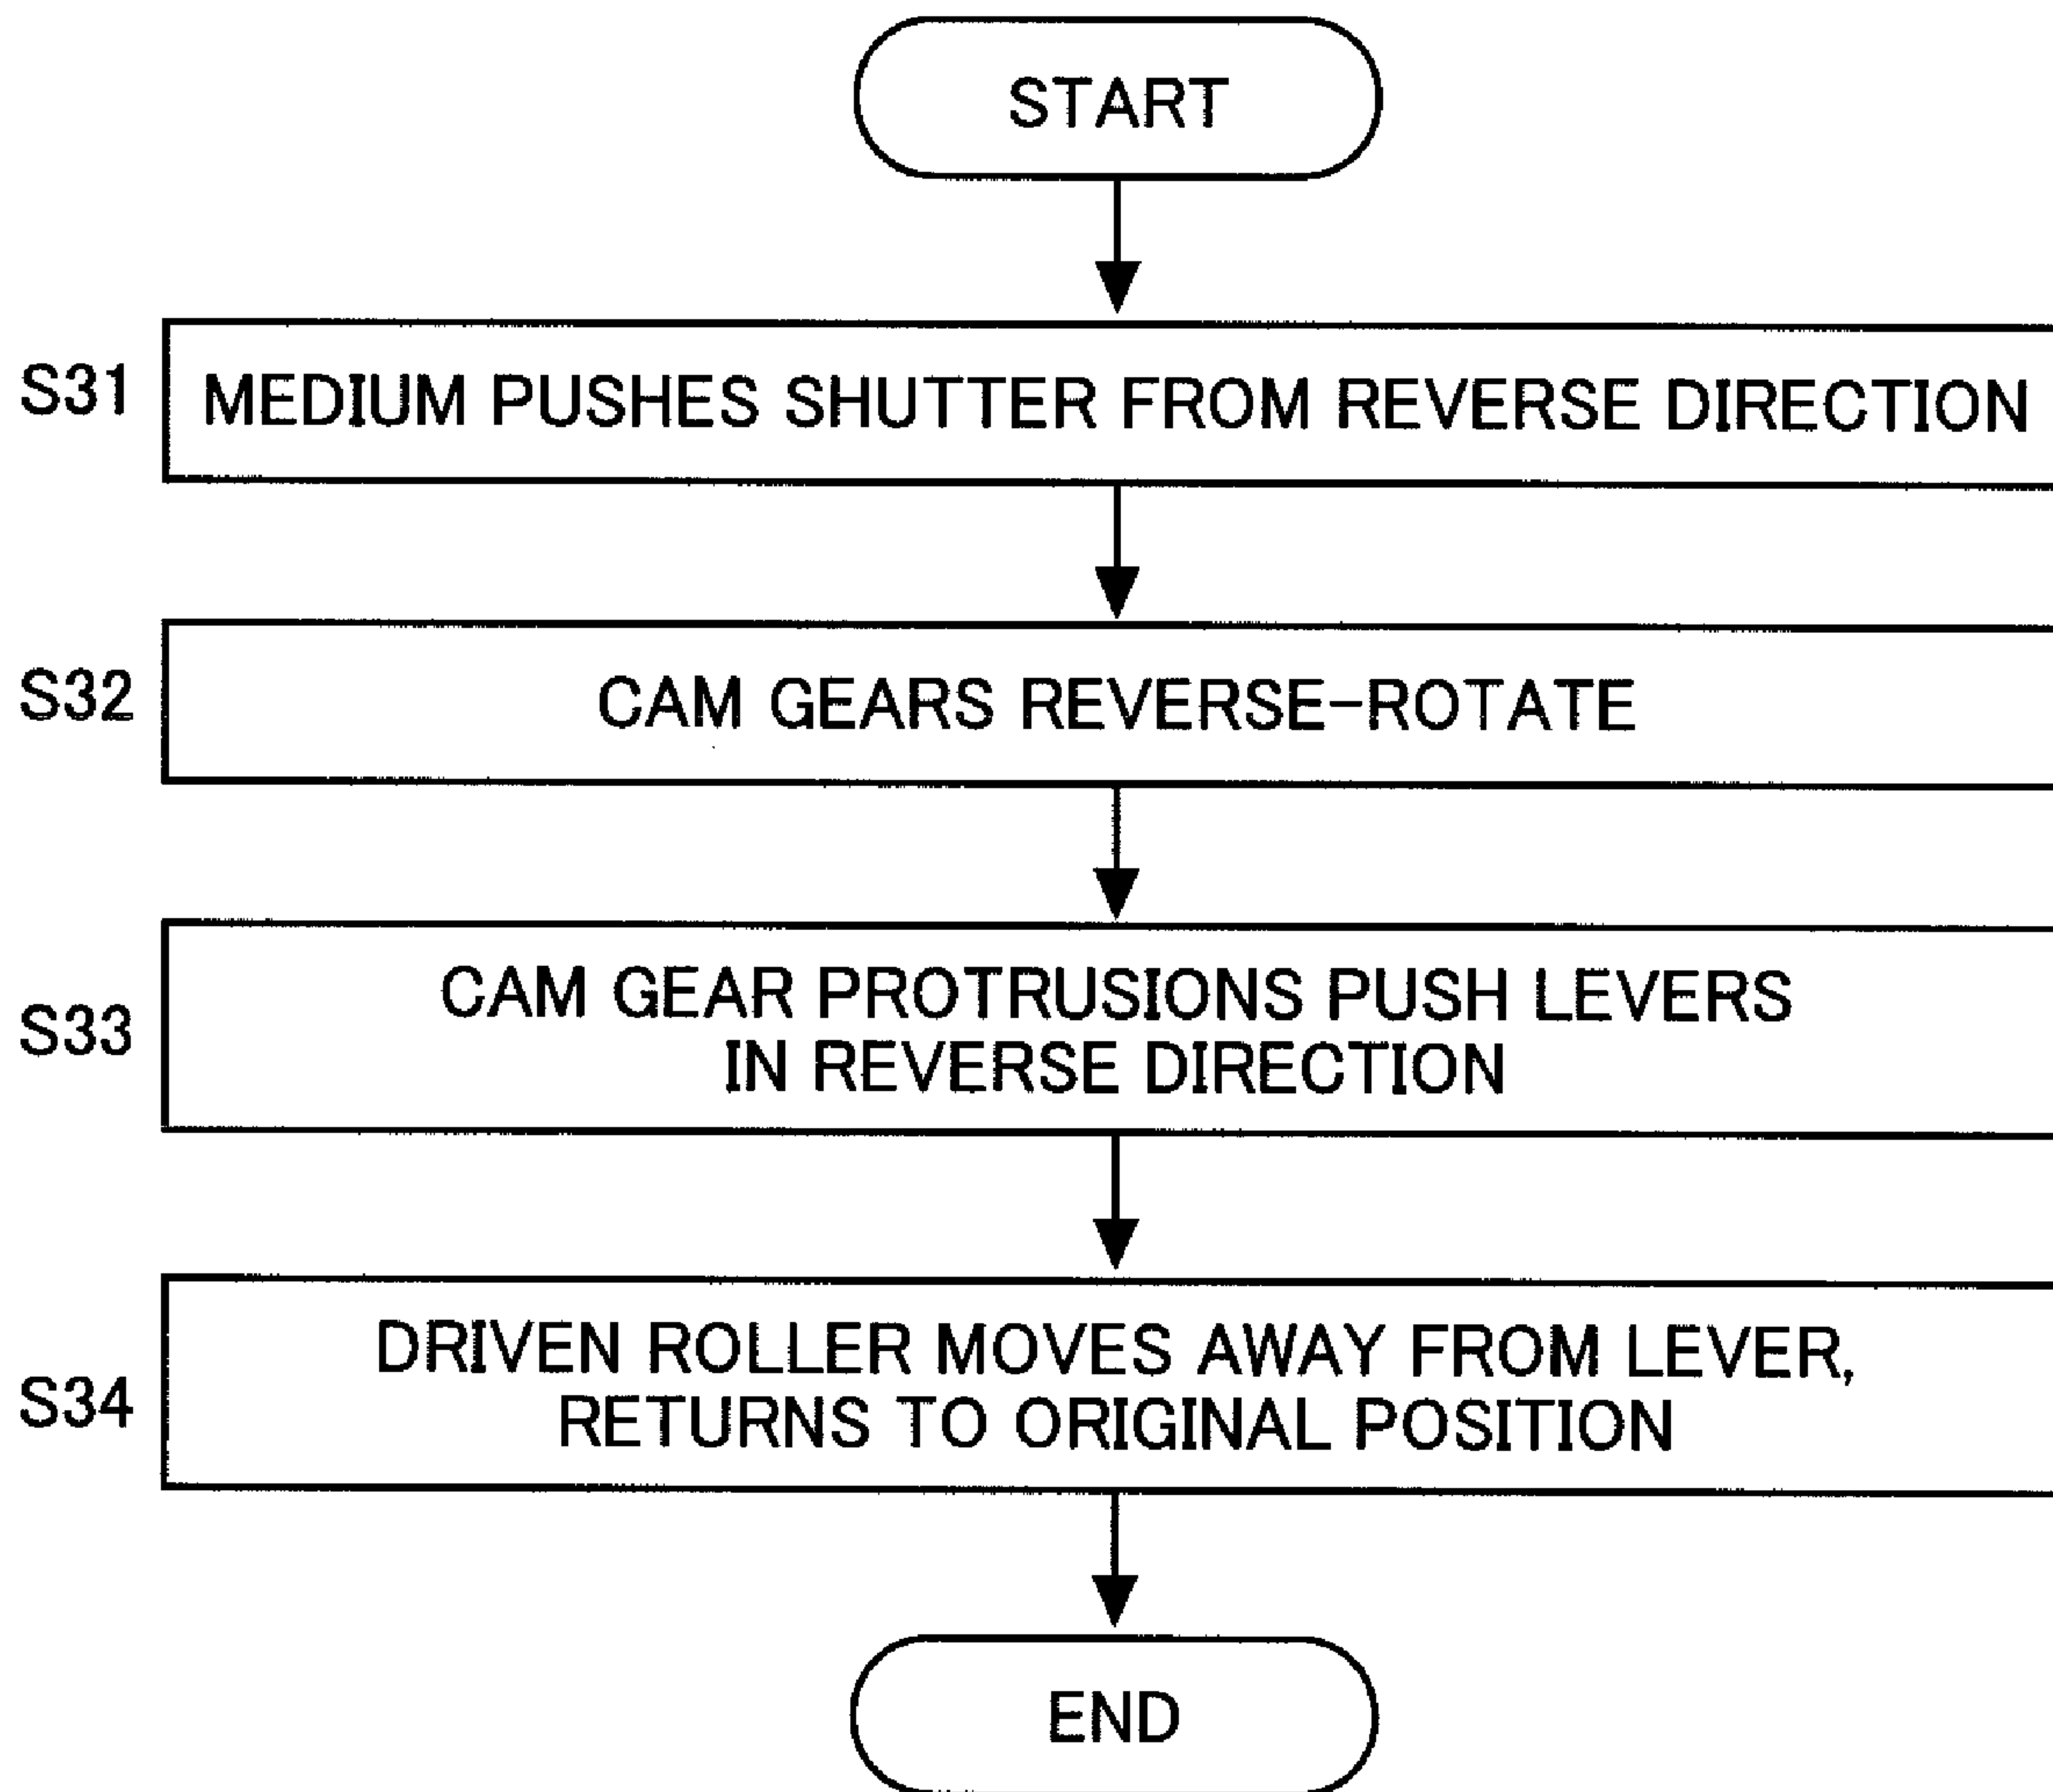 START
S31
MEDIUM PUSHES SHUTTER FROM REVERSE DIRECTION
S32
CAM GEARS REVERSE-ROTATE
S33
CAM GEAR PROTRUSIONS PUSH LEVERS
IN REVERSE DIRECTION
S34
DRIVEN ROLLER MOVES AWAY FROM LEVER,
RETURNS TO ORIGINAL POSITION
END